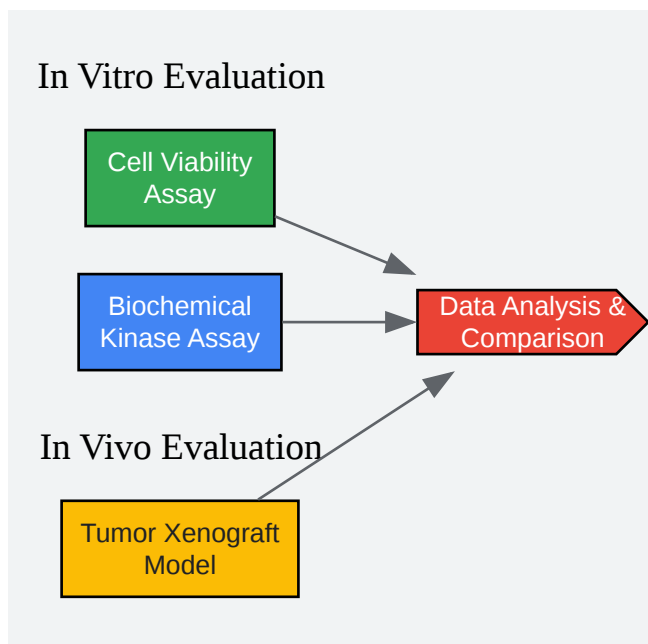 In Vitro Evaluation
Cell Viability
Assay
Biochemical
Kinase Assay
Data Analysis &
Comparison
In Vivo Evaluation
Tumor Xenograft
Model